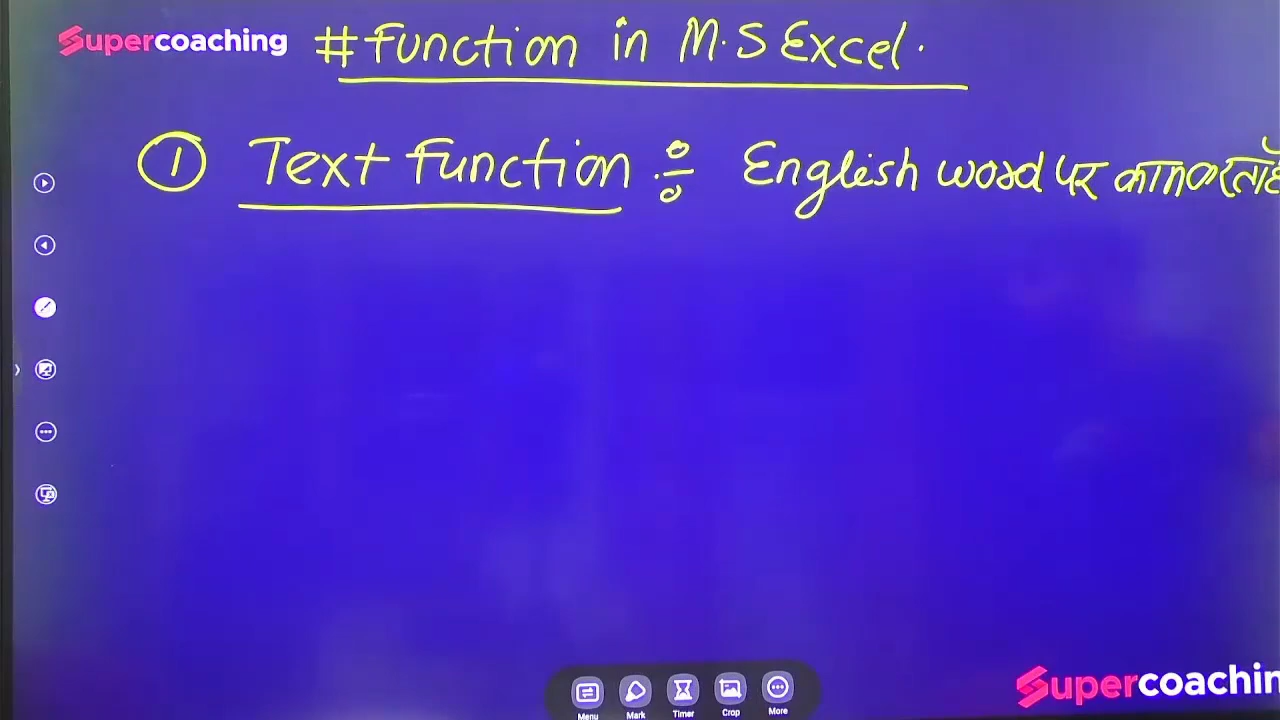 Supercoaching
#function in M.S Excel.
① Text function ÷ English word पर काम करता है
Menu Mark Timer Crop More
Supercoachin